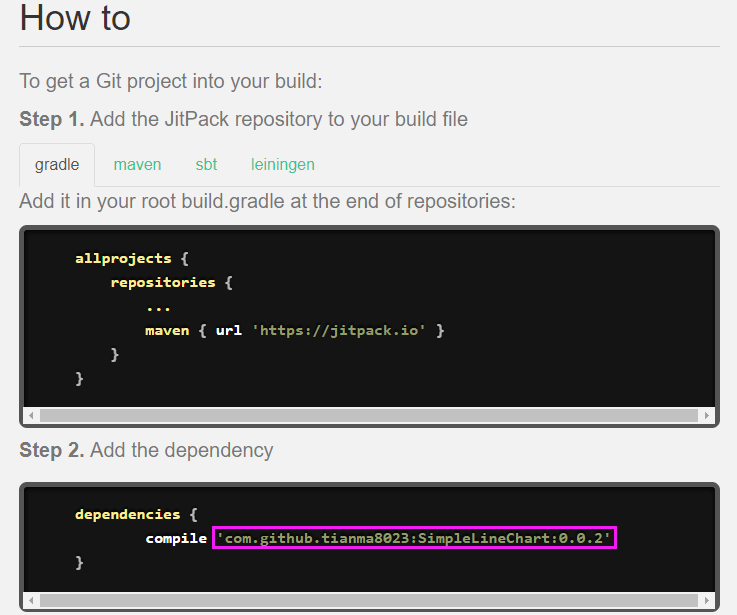 How to
To get a Git project into your build:
Step 1. Add the JitPack repository to your build file
gradle maven sbt leiningen
Add it in your root build.gradle at the end of repositories:
allprojects {
repositories {
...
maven { url 'https://jitpack.io' }
}
}
Step 2. Add the dependency
dependencies {
compile 'com.github.tianma8023:SimpleLineChart:0.0.2'
}